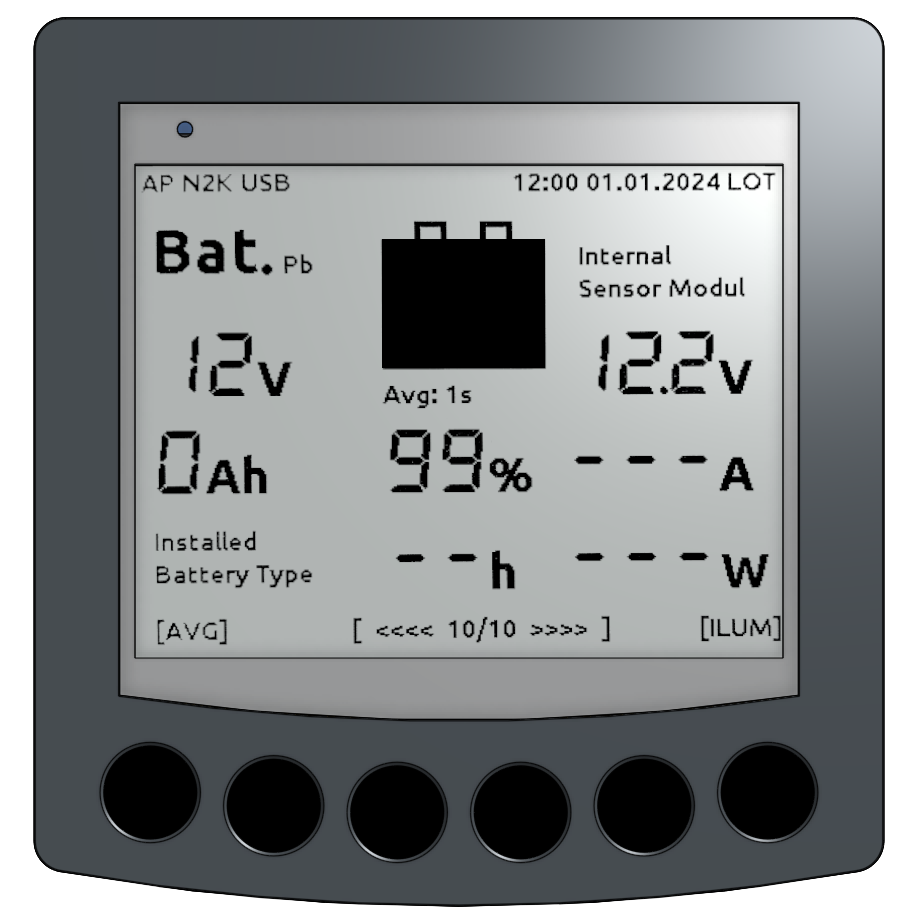 AP N2K USB
12:00 01.01.2024 LOT
Bat. Pb
Internal
Sensor Modul
12V
12.2V
Avg: 1s
0Ah
99%
- - - A
Installed
Battery Type
- - h
- - - W
[AVG]
[ <<<< 10/10 >>>> ]
[ILUM]